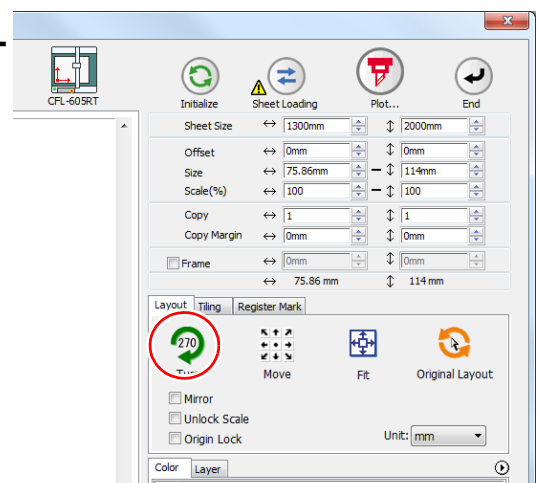 CFL-605RT
Initialize
Sheet Loading
Plot...
End
Sheet Size 1300mm 2000mm
Offset 0mm 0mm
Size 75.86mm 114mm
Scale(%) 100 100
Copy 1 1
Copy Margin 0mm 0mm
Frame 0mm 0mm
75.86 mm 114 mm
Layout Tiling Register Mark
270
Move Fit Original Layout
Mirror
Unlock Scale
Origin Lock Unit: mm
Color Layer